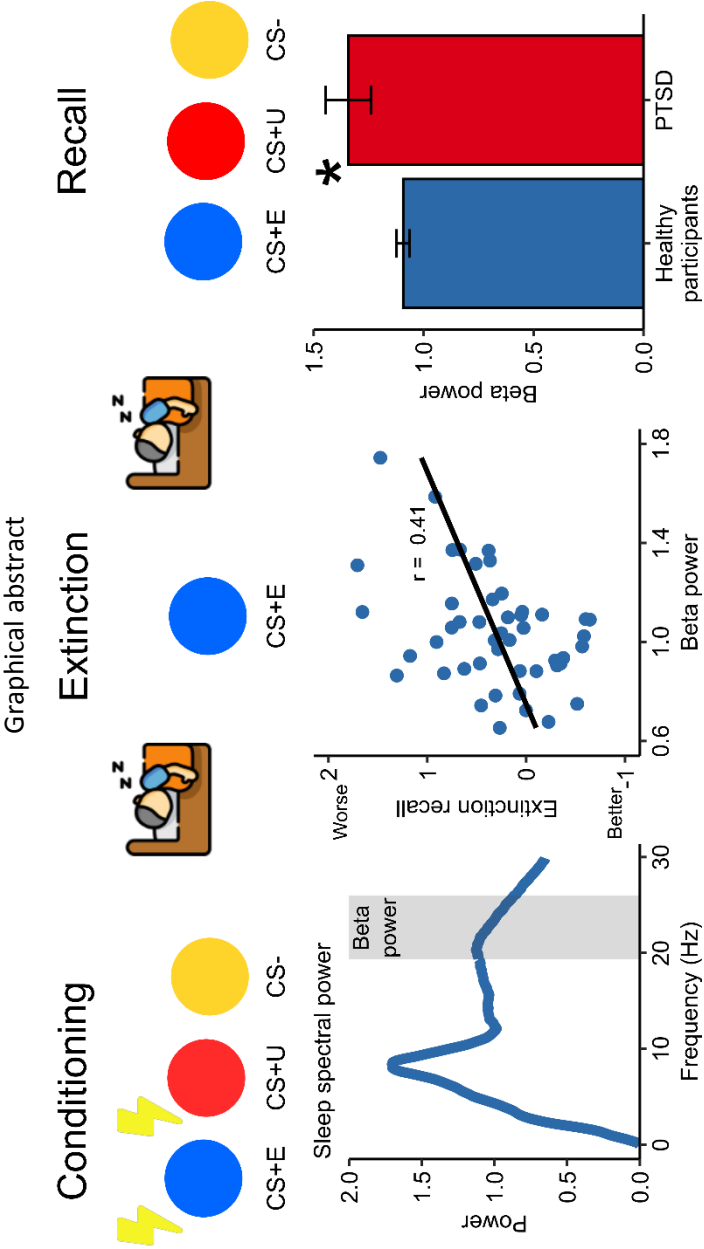 Graphical abstract
Conditioning
Extinction
Recall
CS+E
CS+U
CS-
z
z
CS+E
z
z
CS+E
CS+U
CS-
Sleep spectral power
Beta
power
Power
2.0
1.5
1.0
0.5
0.0
0
10
20
30
Frequency (Hz)
Worse
Better
Extinction recall
2
1
0
-1
r = 0.41
0.6
1.0
1.4
1.8
Beta power
Beta power
1.5
1.0
0.5
0.0
*
Healthy
participants
PTSD